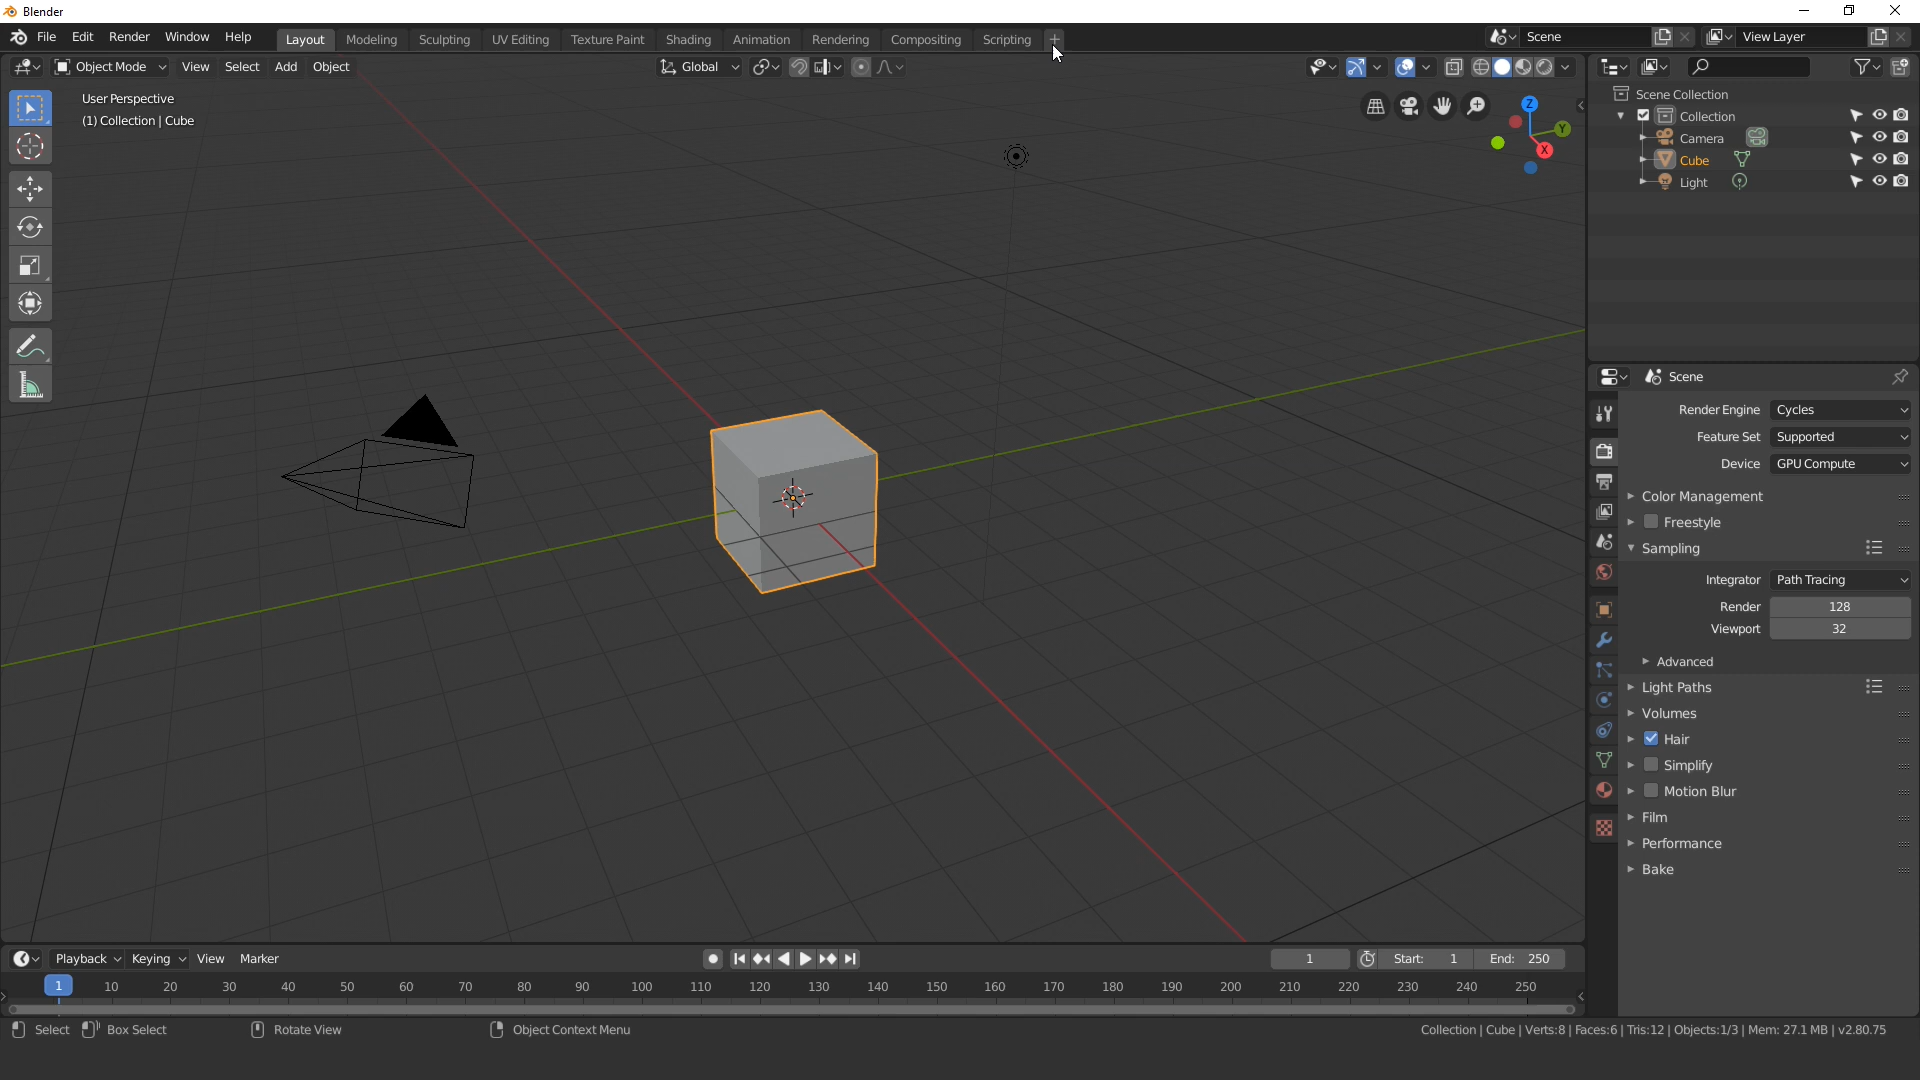 Blender
File Edit Render Window Help Layout Modeling Sculpting UV Editing Texture Paint Shading Animation Rendering Compositing Scripting + Scene View Layer
Object Mode View Select Add Object Global
User Perspective
(1) Collection | Cube
Z
Y
X
Scene Collection
Collection
Camera
Cube
Light
Scene
Render Engine Cycles
Feature Set Supported
Device GPU Compute
Color Management
Freestyle
Sampling
Integrator Path Tracing
Render 128
Viewport 32
Advanced
Light Paths
Volumes
Hair
Simplify
Motion Blur
Film
Performance
Bake
Playback Keying View Marker 1 Start: 1 End: 250
1 10 20 30 40 50 60 70 80 90 100 110 120 130 140 150 160 170 180 190 200 210 220 230 240 250
Select Box Select Rotate View Object Context Menu Collection | Cube | Verts:8 | Faces:6 | Tris:12 | Objects:1/3 | Mem: 27.1 MB | v2.80.75